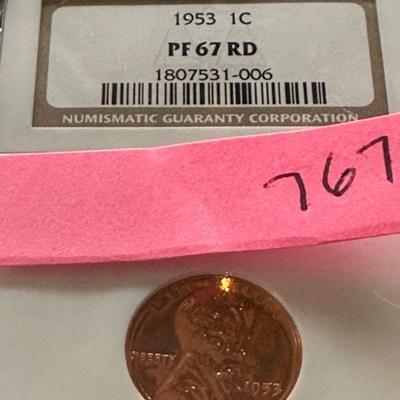 1953 1C
PF 67 RD
1807531-006
NUMISMATIC GUARANTY CORPORATION
767
LIBERTY
1953